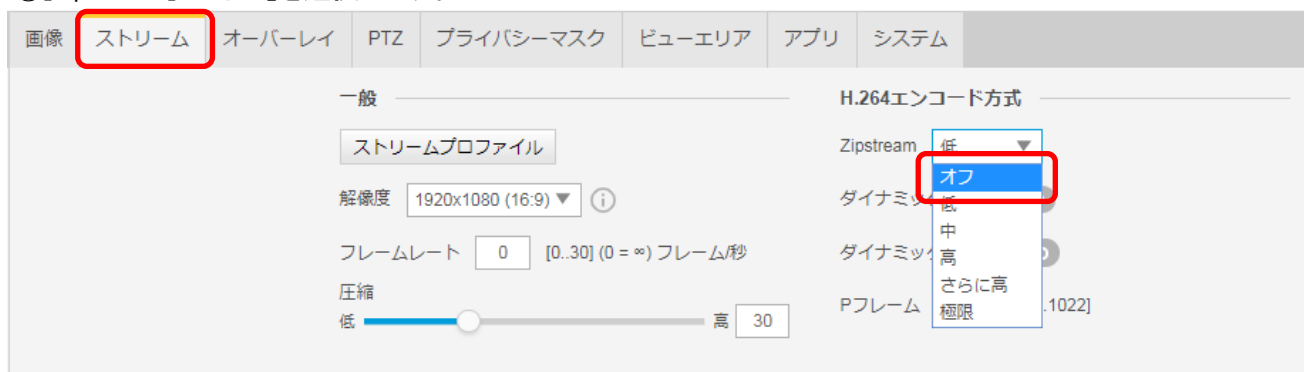 画像 ストリーム オーバーレイ PTZ プライバシーマスク ビューエリア アプリ システム
一般
ストリームプロファイル
解像度 1920x1080 (16:9)
フレームレート 0 [0..30] (0 = ∞) フレーム/秒
圧縮
低 高 30
H.264エンコード方式
Zipstream 低
オフ
ダイナミック 低
中
ダイナミック 高
さらに高
Pフレーム 極限 .1022]